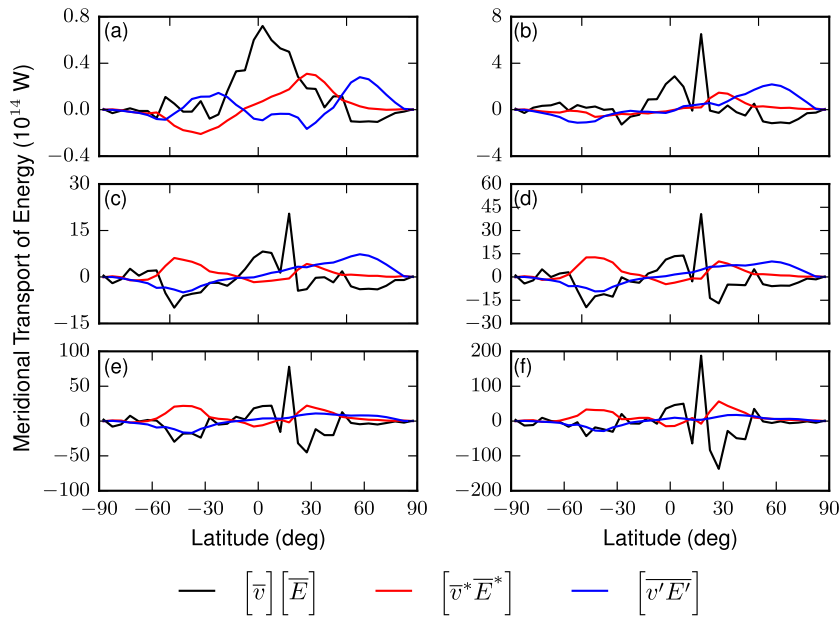 Meridional Transport of Energy (10^14 W)
(a)
0.8
0.4
0.0
−0.4
(b)
8
4
0
−4
(c)
30
15
0
−15
(d)
60
45
30
15
0
−15
−30
(e)
100
50
0
−50
−100
(f)
200
100
0
−100
−200
−90 −60 −30 0 30 60 90
−90 −60 −30 0 30 60 90
Latitude (deg)
Latitude (deg)
[v̅][E̅] [v̅*E̅*] [v′E′]